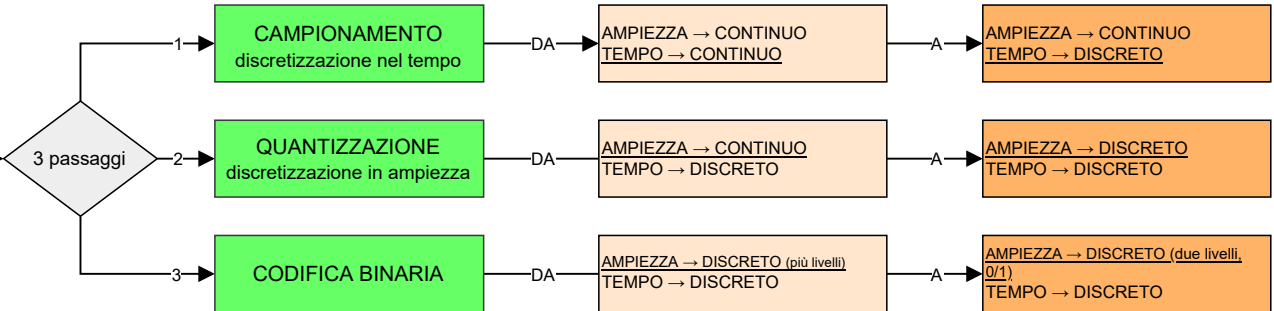 CAMPIONAMENTO
discretizzazione nel tempo
1
DA
AMPIEZZA → CONTINUO
TEMPO → CONTINUO
A
AMPIEZZA → CONTINUO
TEMPO → DISCRETO
3 passaggi
2
QUANTIZZAZIONE
discretizzazione in ampiezza
DA
AMPIEZZA → CONTINUO
TEMPO → DISCRETO
A
AMPIEZZA → DISCRETO
TEMPO → DISCRETO
3
CODIFICA BINARIA
DA
AMPIEZZA → DISCRETO (più livelli)
TEMPO → DISCRETO
A
AMPIEZZA → DISCRETO (due livelli,
0/1)
TEMPO → DISCRETO